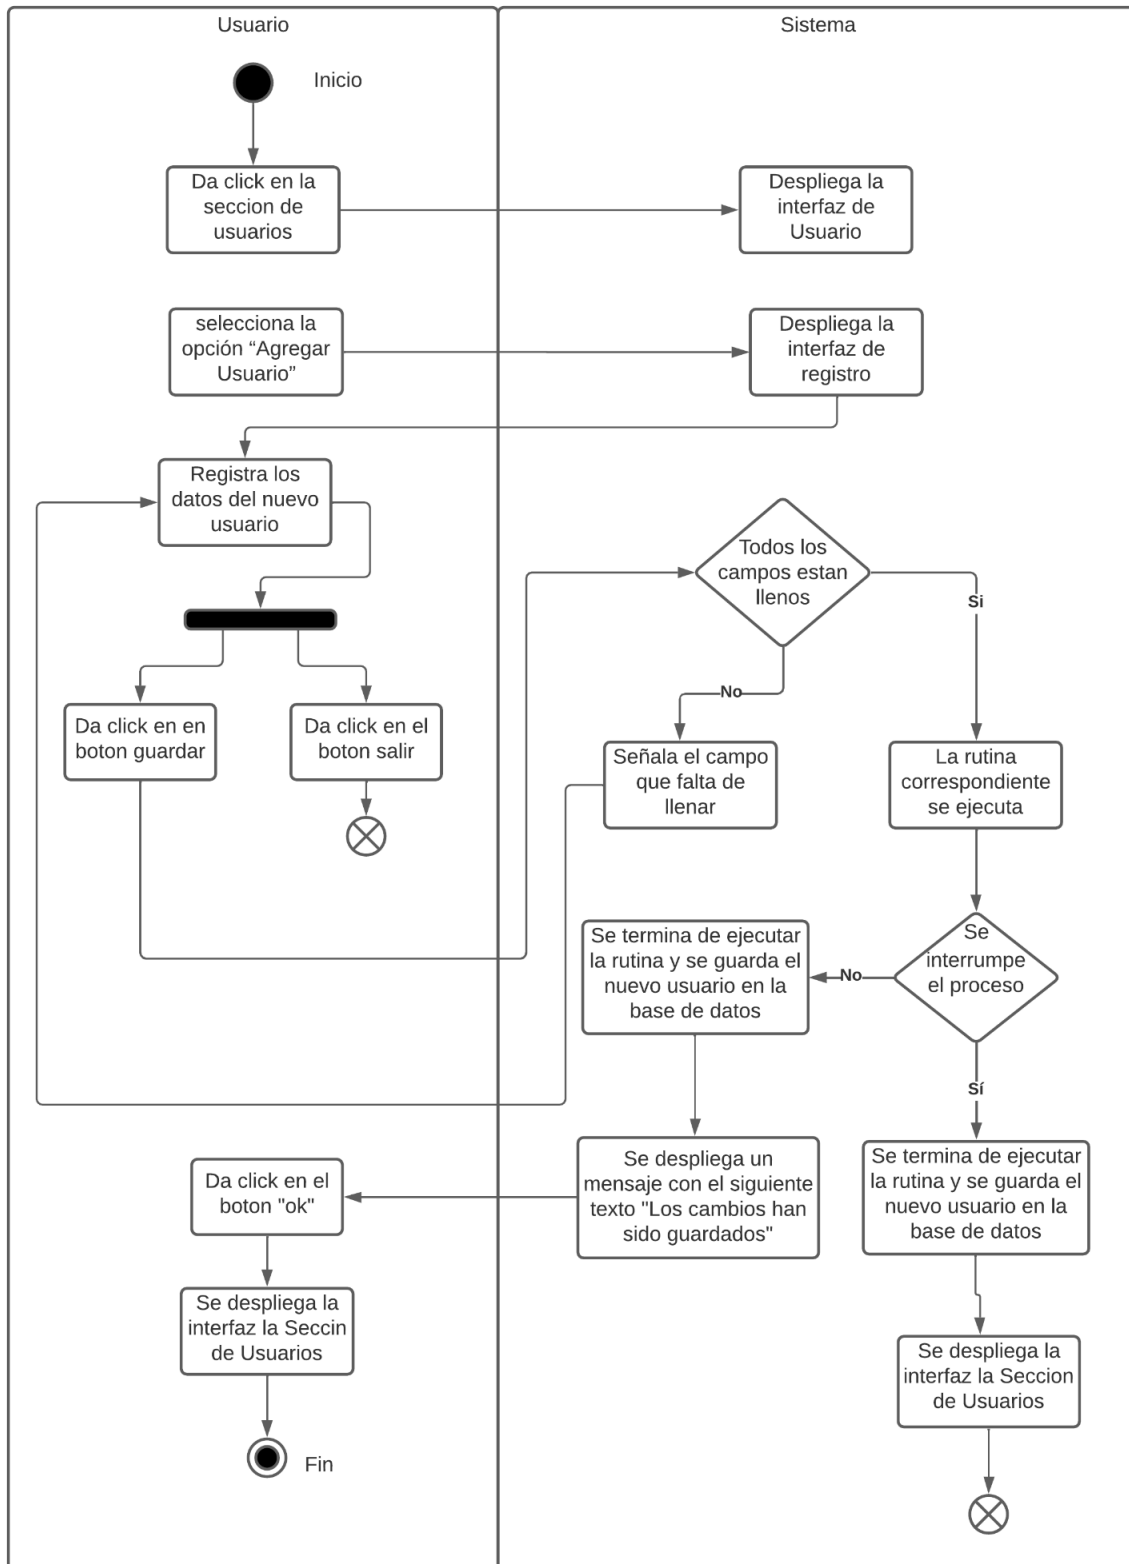 Usuario
Sistema
Inicio
Da click en la
seccion de
usuarios
Despliega la
interfaz de
Usuario
selecciona la
opción “Agregar
Usuario”
Despliega la
interfaz de
registro
Registra los
datos del nuevo
usuario
Todos los
campos estan
llenos
Si
No
Da click en en
boton guardar
Da click en el
boton salir
Señala el campo
que falta de
llenar
La rutina
correspondiente
se ejecuta
Se termina de ejecutar
la rutina y se guarda el
nuevo usuario en la
base de datos
No
Se
interrumpe
el proceso
Sí
Da click en el
boton "ok"
Se despliega un
mensaje con el siguiente
texto "Los cambios han
sido guardados"
Se termina de ejecutar
la rutina y se guarda el
nuevo usuario en la
base de datos
Se despliega la
interfaz la Seccin
de Usuarios
Se despliega la
interfaz la Seccion
de Usuarios
Fin